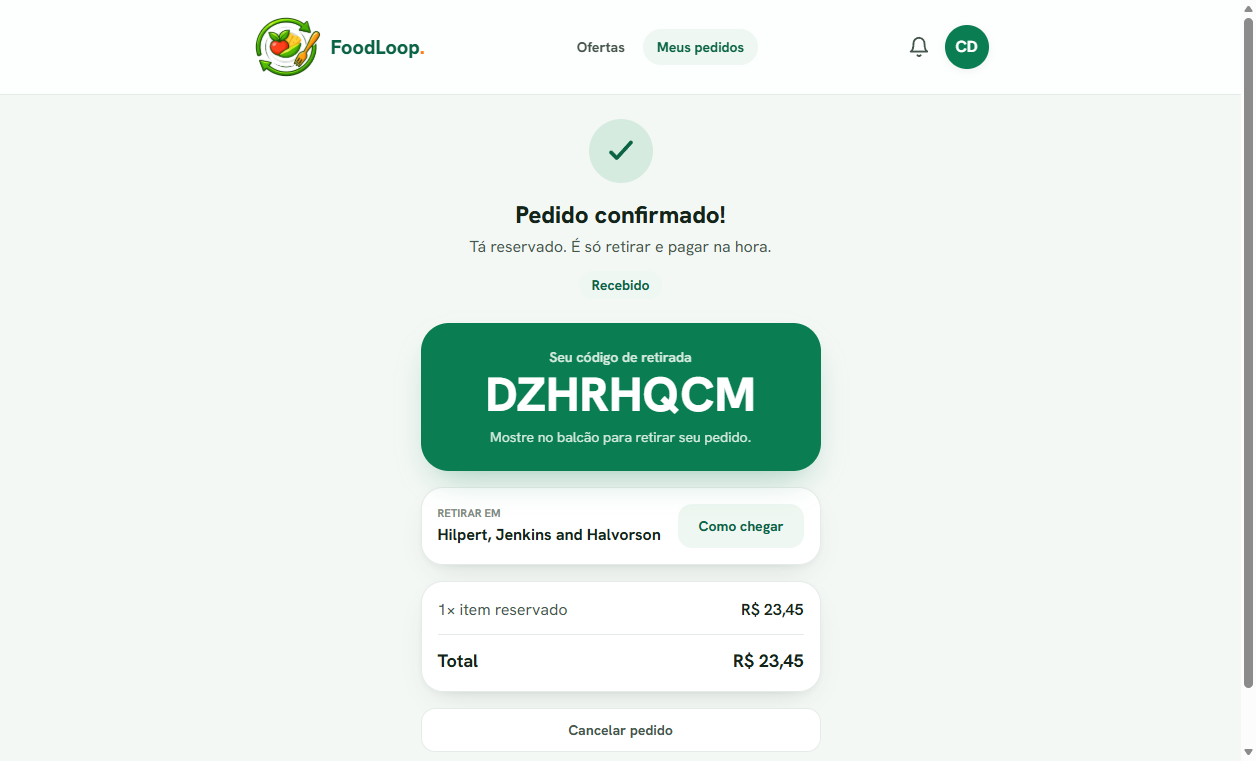 FoodLoop.
Ofertas
Meus pedidos
CD
Pedido confirmado!
Tá reservado. É só retirar e pagar na hora.
Recebido
Seu código de retirada
DZHRHQCM
Mostre no balcão para retirar seu pedido.
RETIRAR EM
Hilpert, Jenkins and Halvorson
Como chegar
1× item reservado R$ 23,45
Total R$ 23,45
Cancelar pedido